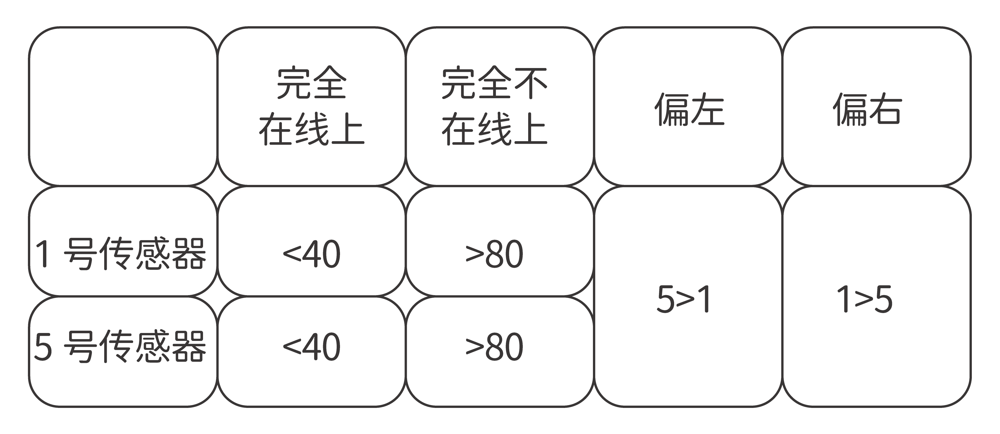 完全
在线上
完全不
在线上
偏左
偏右
1 号传感器
<40
>80
5>1
1>5
5 号传感器
<40
>80